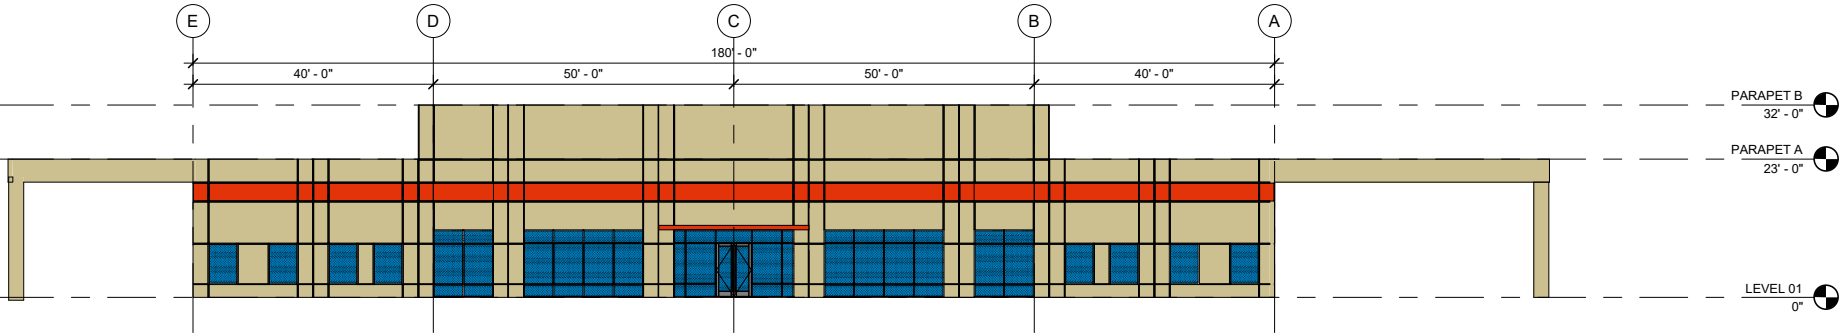 E D C B A
180' - 0"
40' - 0" 50' - 0" 50' - 0" 40' - 0"
PARAPET B
32' - 0"
PARAPET A
23' - 0"
LEVEL 01
0"